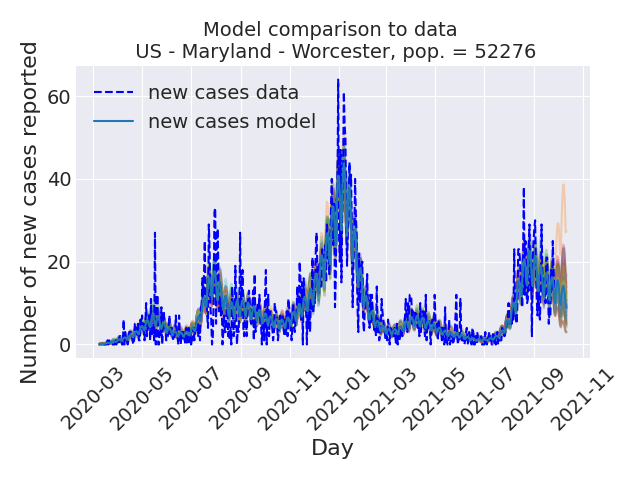 Model comparison to data
US - Maryland - Worcester, pop. = 52276
Number of new cases reported
60
40
20
0
new cases data
new cases model
2020-03
2020-05
2020-07
2020-09
2020-11
2021-01
2021-03
2021-05
2021-07
2021-09
2021-11
Day